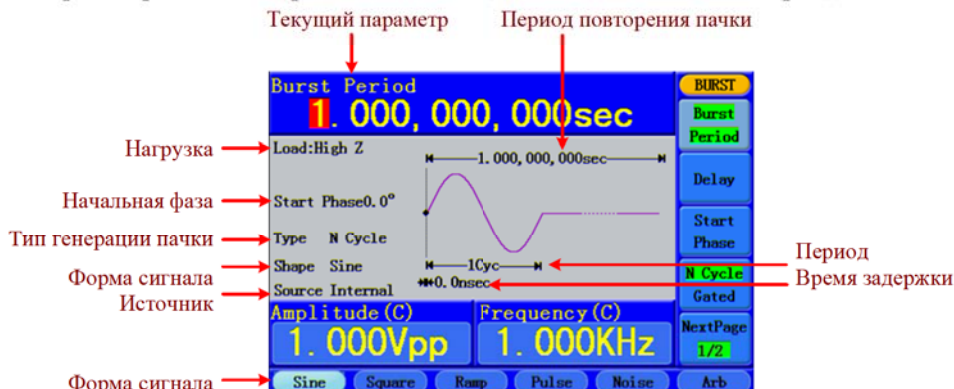 Текущий параметр
Период повторения пачки
Burst Period
1.000,000,000sec
BURST
Burst
Period
Нагрузка
Load:High Z
1.000,000,000sec
Delay
Начальная фаза
Start Phase0.0°
Start
Phase
Тип генерации пачки
Type N Cycle
Форма сигнала
Shape Sine
1Cyc
Период
N Cycle
Gated
Источник
Source Internal
0.0nsec
Время задержки
Amplitude(C)
Frequency(C)
1.000Vpp
1.000KHz
NextPage
1/2
Форма сигнала
Sine
Square
Ramp
Pulse
Noise
Arb